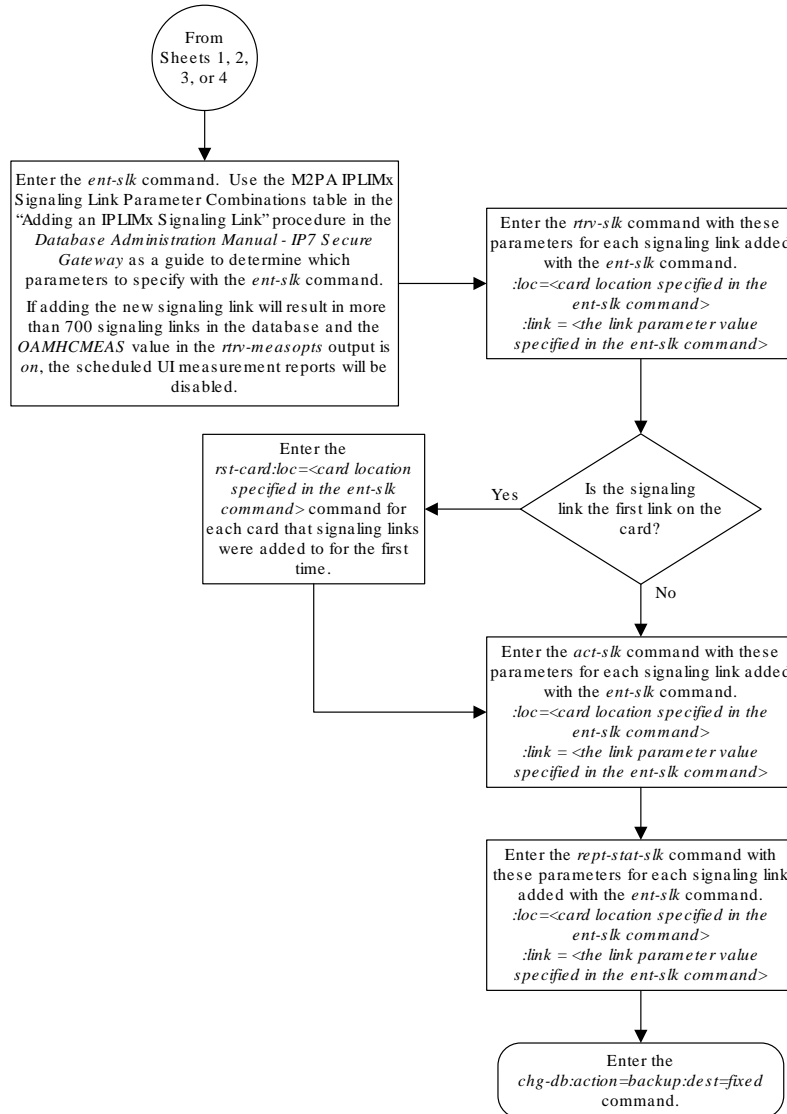 From
Sheets 1, 2,
3, or 4
Enter the ent-slk command. Use the M2PA IPLIMx
Signaling Link Parameter Combinations table in the
“Adding an IPLIMx Signaling Link” procedure in the
Database Administration Manual - IP7 Secure
Gateway as a guide to determine which
parameters to specify with the ent-slk command.
If adding the new signaling link will result in more
than 700 signaling links in the database and the
OAMHCMEAS value in the rtrv-measopts output is
on, the scheduled UI measurement reports will be
disabled.
Enter the rtrv-slk command with these
parameters for each signaling link added
with the ent-slk command.
:loc=<card location specified in the
ent-slk command>
:link = <the link parameter value
specified in the ent-slk command>
Is the signaling
link the first link on the
card?
Yes
No
Enter the
rst-card:loc=<card location
specified in the ent-slk
command> command for
each card that signaling links
were added to for the first
time.
Enter the act-slk command with these
parameters for each signaling link added
with the ent-slk command.
:loc=<card location specified in the
ent-slk command>
:link = <the link parameter value
specified in the ent-slk command>
Enter the rept-stat-slk command with
these parameters for each signaling link
added with the ent-slk command.
:loc=<card location specified in the
ent-slk command>
:link = <the link parameter value
specified in the ent-slk command>
Enter the
chg-db:action=backup:dest=fixed
command.